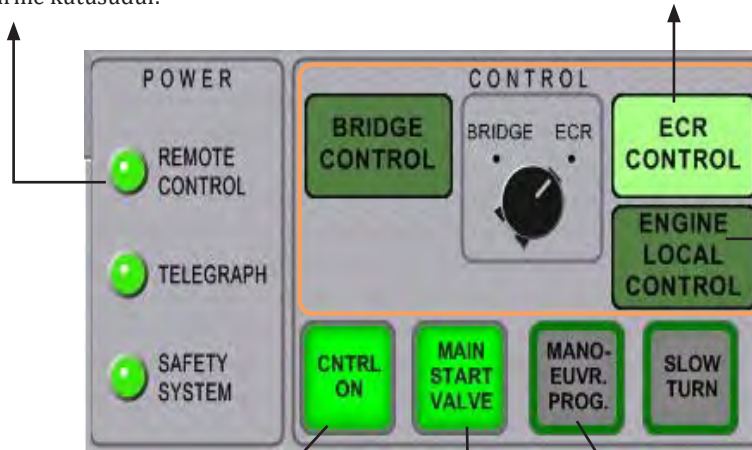 POWER
REMOTE
CONTROL
TELEGRAPH
SAFETY
SYSTEM
CONTROL
BRIDGE
CONTROL
BRIDGE ECR
ECR
CONTROL
ENGINE
LOCAL
CONTROL
CNTRL
ON
MAIN
START
VALVE
MANO-
EUVR.
PROG.
SLOW
TURN